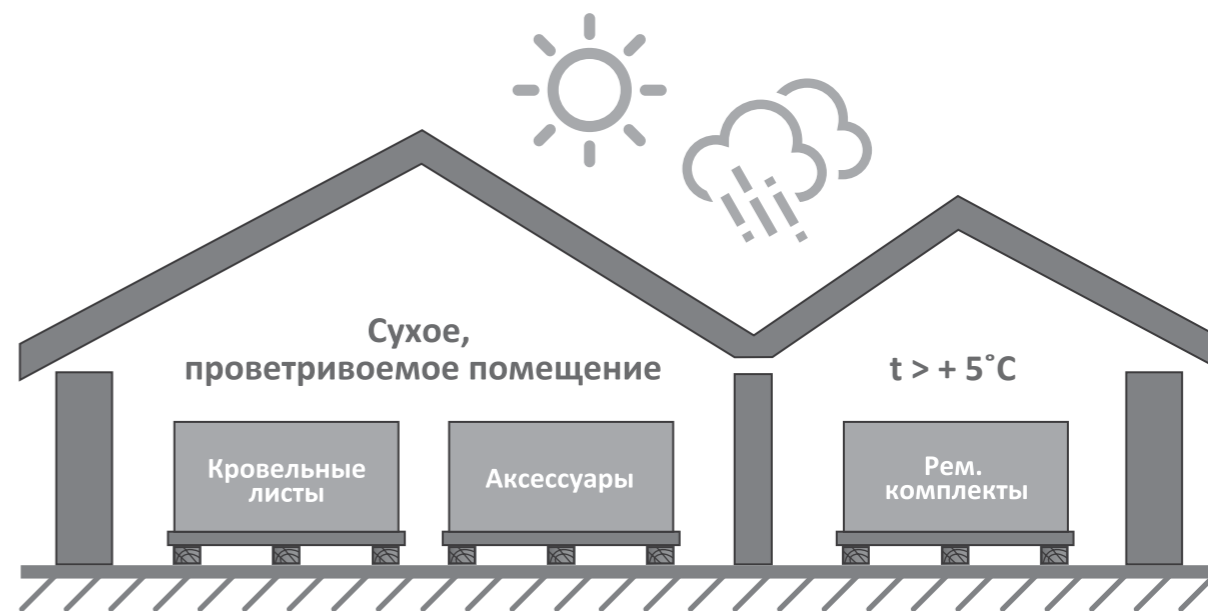 Сухое,
проветривоемое помещение
t > + 5˚C
Кровельные
листы
Аксессуары
Рем.
комплекты